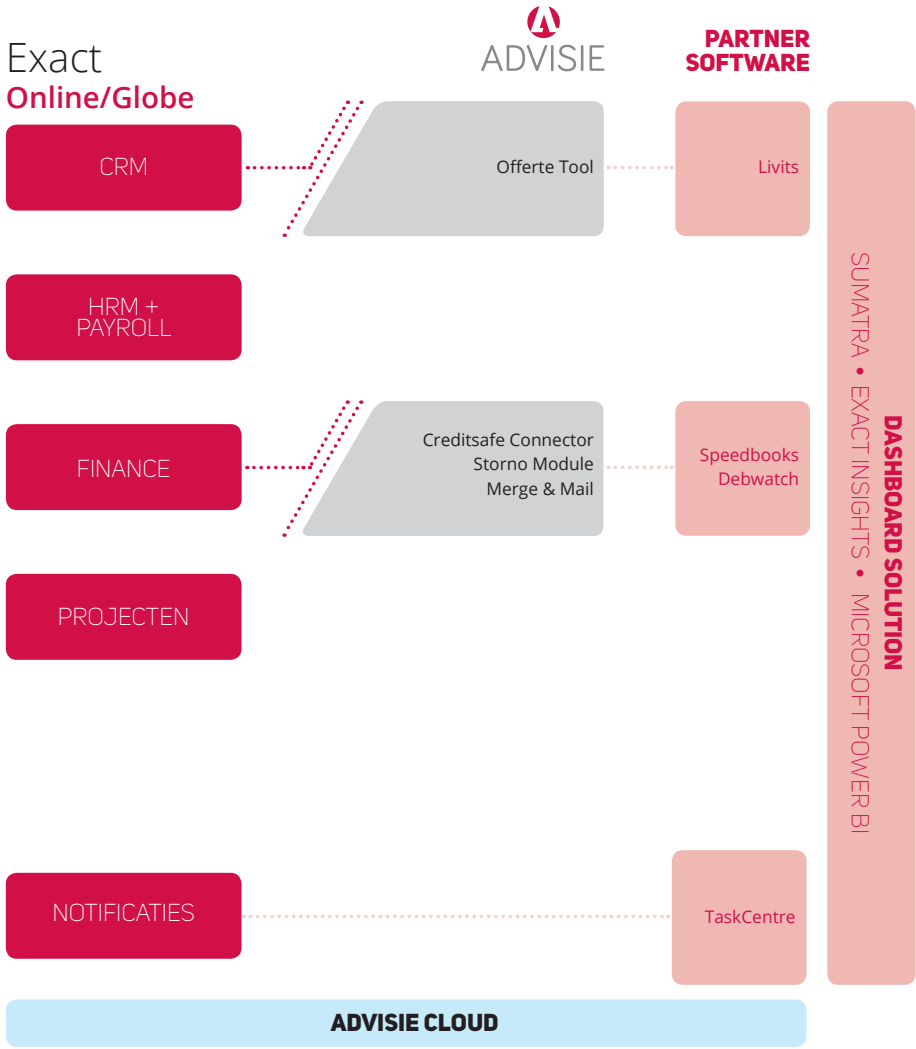 Exact
Online/Globe
ADVISIE
PARTNER
SOFTWARE
CRM
Offerte Tool
Livits
HRM +
PAYROLL
FINANCE
Creditsafe Connector
Storno Module
Merge & Mail
Speedbooks
Debwatch
PROJECTEN
NOTIFICATIES
TaskCentre
DASHBOARD SOLUTION
SUMATRA • EXACT INSIGHTS • MICROSOFT POWER BI
ADVISIE CLOUD